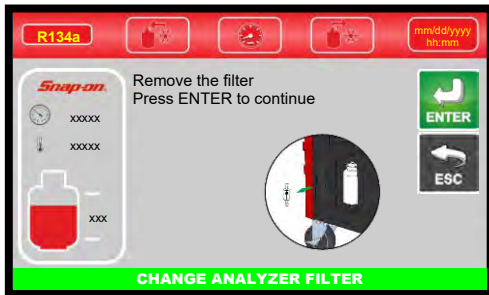 R134a
mm/dd/yyyy
hh:mm
Snap-on
xxxxx
xxxxx
xxx
Remove the filter
Press ENTER to continue
ENTER
ESC
CHANGE ANALYZER FILTER